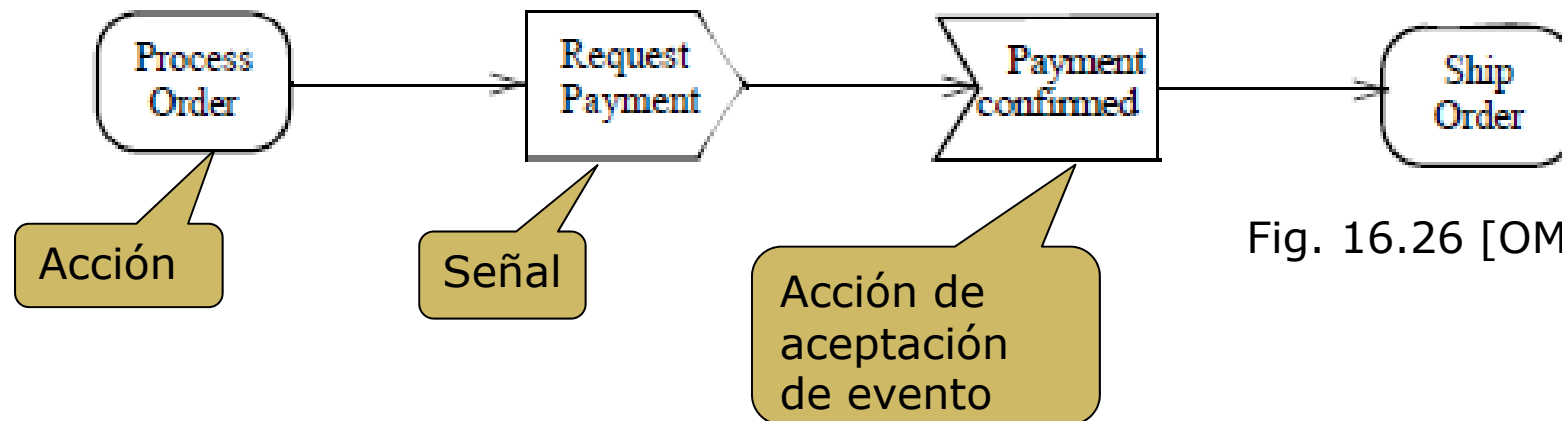 Process
Order
Request
Payment
Payment
confirmed
Ship
Order
Acción
Señal
Acción de
aceptación
de evento
Fig. 16.26 [OM